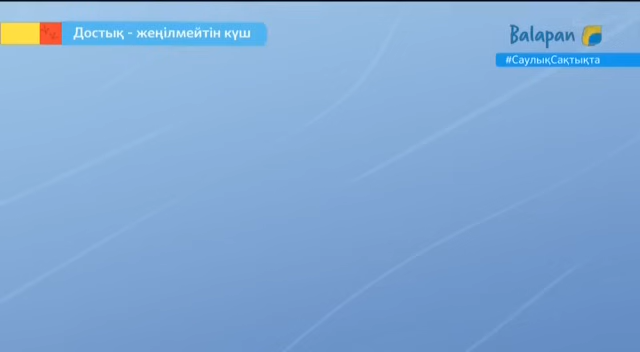 Достық - жеңілмейтін күш
Balapan
#СаулықСақтықта